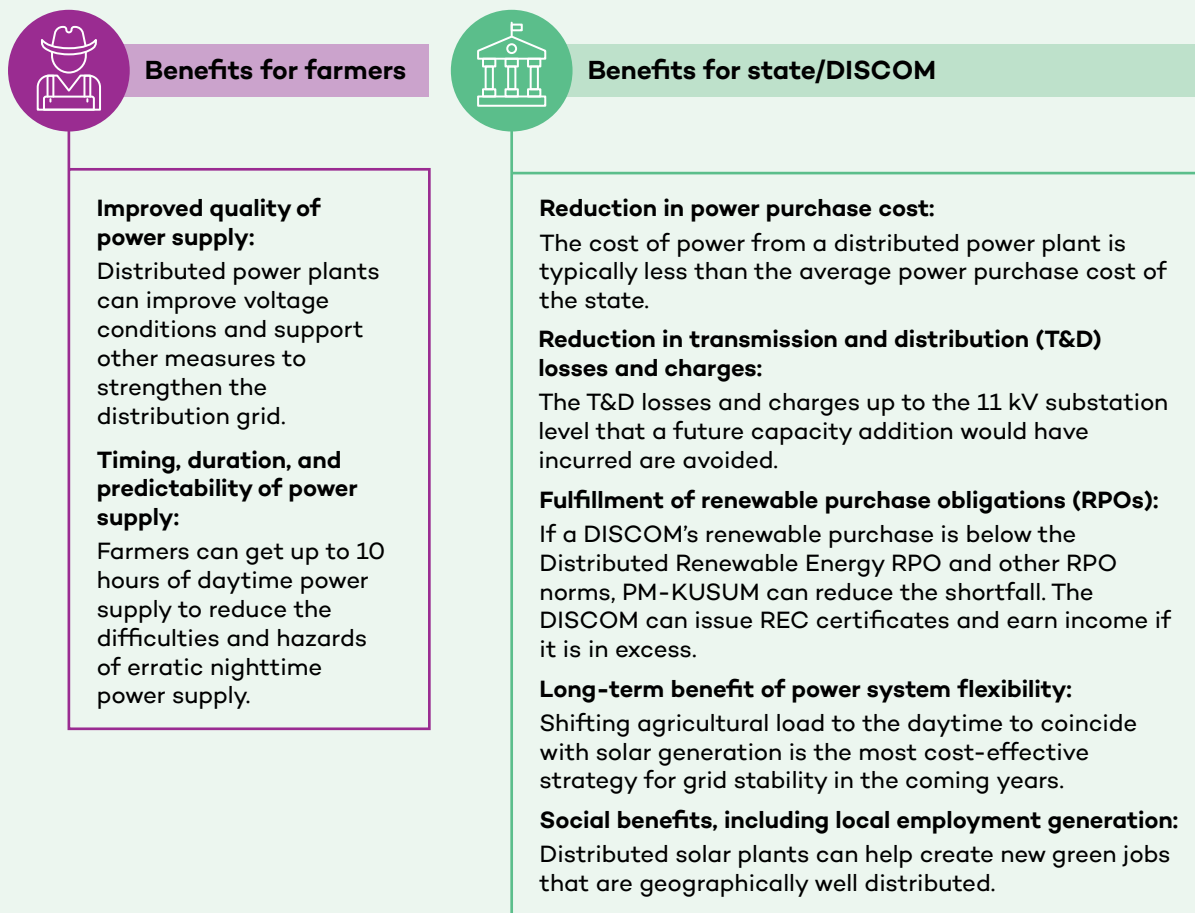 Benefits for farmers
Improved quality of
power supply:
Distributed power plants
can improve voltage
conditions and support
other measures to
strengthen the
distribution grid.
Timing, duration, and
predictability of power
supply:
Farmers can get up to 10
hours of daytime power
supply to reduce the
difficulties and hazards
of erratic nighttime
power supply.
Benefits for state/DISCOM
Reduction in power purchase cost:
The cost of power from a distributed power plant is
typically less than the average power purchase cost of
the state.
Reduction in transmission and distribution (T&D)
losses and charges:
The T&D losses and charges up to the 11 kV substation
level that a future capacity addition would have
incurred are avoided.
Fulfillment of renewable purchase obligations (RPOs):
If a DISCOM’s renewable purchase is below the
Distributed Renewable Energy RPO and other RPO
norms, PM-KUSUM can reduce the shortfall. The
DISCOM can issue REC certificates and earn income if
it is in excess.
Long-term benefit of power system flexibility:
Shifting agricultural load to the daytime to coincide
with solar generation is the most cost-effective
strategy for grid stability in the coming years.
Social benefits, including local employment generation:
Distributed solar plants can help create new green jobs
that are geographically well distributed.